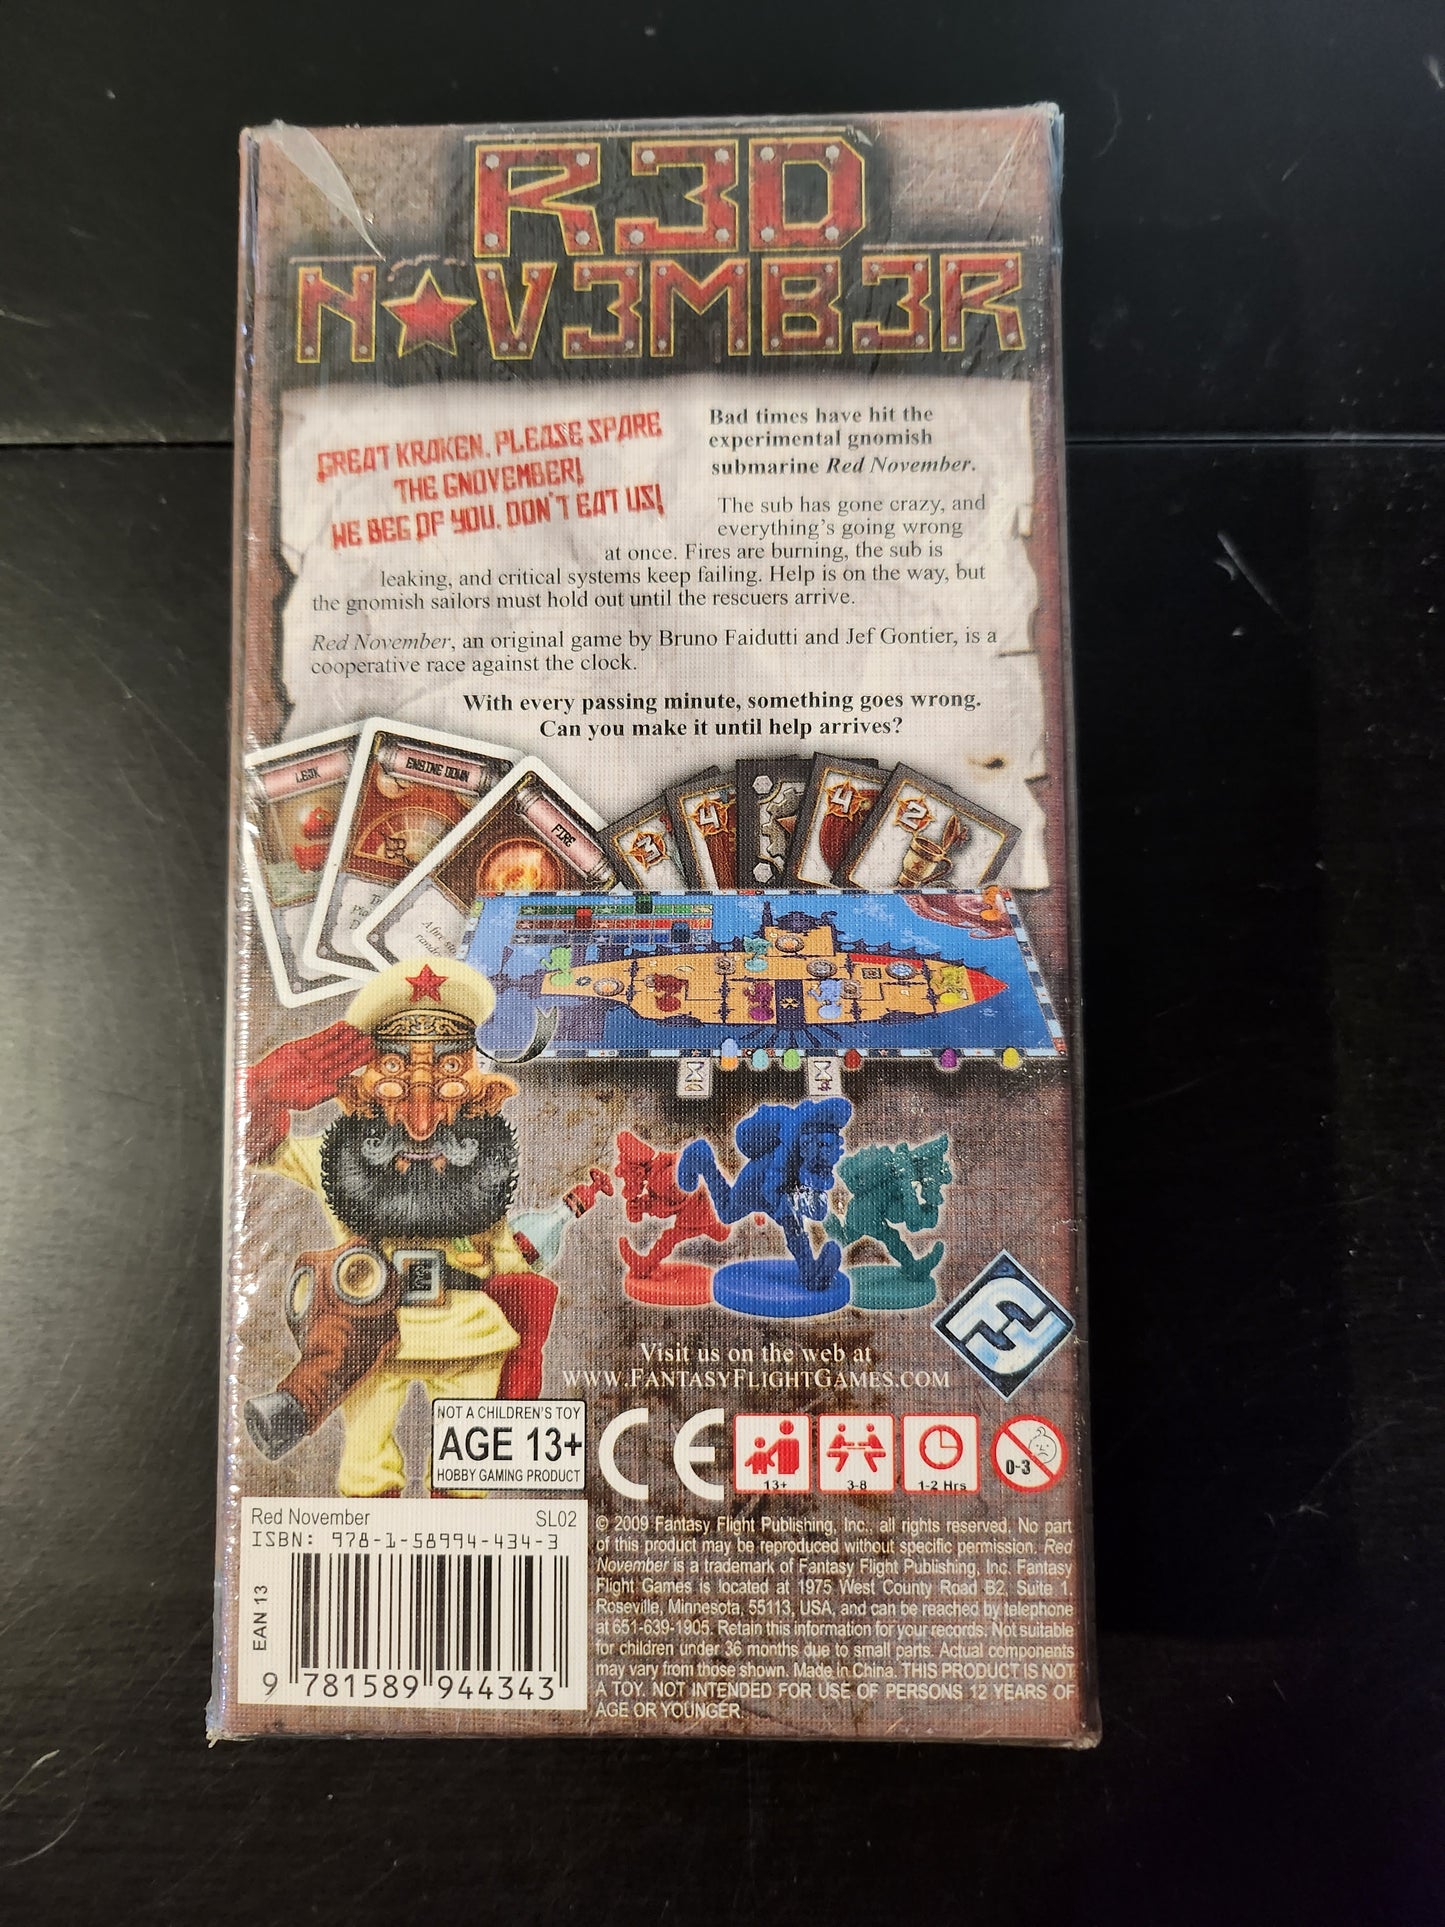 R3D
NOV3MB3R™
GREAT KRAKEN, PLEASE SPARE
THE GNOVEMBER!
WE BEG OF YOU, DON'T EAT US!
Bad times have hit the
experimental gnomish
submarine Red November.
The sub has gone crazy, and
everything's going wrong
at once. Fires are burning, the sub is
leaking, and critical systems keep failing. Help is on the way, but
the gnomish sailors must hold out until the rescuers arrive.
Red November, an original game by Bruno Faidutti and Jef Gontier, is a
cooperative race against the clock.
With every passing minute, something goes wrong.
Can you make it until help arrives?
LEAK
ENGINE DOWN
FIRE
3
4
4
2
Visit us on the web at
WWW.FANTASYFLIGHTGAMES.COM
NOT A CHILDREN'S TOY
AGE 13+
HOBBY GAMING PRODUCT
CE
13+
3-8
1-2 Hrs
0-3
Red November SL02
ISBN: 978-1-58994-434-3
EAN 13
9 781589 944343
© 2009 Fantasy Flight Publishing, Inc., all rights reserved. No part
of this product may be reproduced without specific permission. Red
November is a trademark of Fantasy Flight Publishing, Inc. Fantasy
Flight Games is located at 1975 West County Road B2, Suite 1,
Roseville, Minnesota, 55113, USA, and can be reached by telephone
at 651-639-1905. Retain this information for your records. Not suitable
for children under 36 months due to small parts. Actual components
may vary from those shown. Made in China. THIS PRODUCT IS NOT
A TOY. NOT INTENDED FOR USE OF PERSONS 12 YEARS OF
AGE OR YOUNGER.